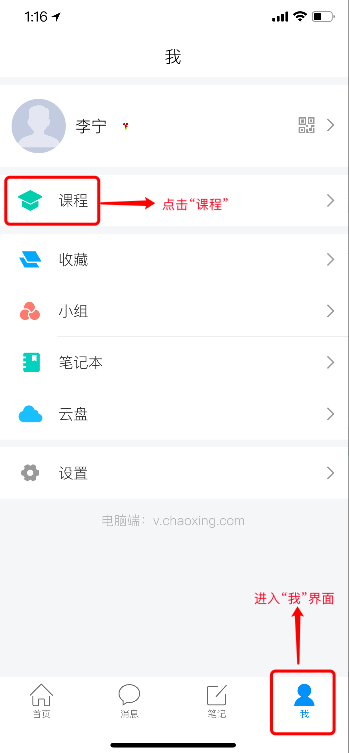 1:16
我
李宁
课程
点击“课程”
收藏
小组
笔记本
云盘
设置
电脑端：v.chaoxing.com
进入“我”界面
首页
消息
笔记
我